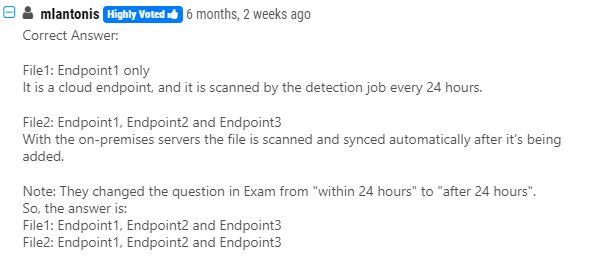 mlantonis Highly Voted 6 months, 2 weeks ago
Correct Answer:
File1: Endpoint1 only
It is a cloud endpoint, and it is scanned by the detection job every 24 hours.
File2: Endpoint1, Endpoint2 and Endpoint3
With the on-premises servers the file is scanned and synced automatically after it's being
added.
Note: They changed the question in Exam from "within 24 hours" to "after 24 hours".
So, the answer is:
File1: Endpoint1, Endpoint2 and Endpoint3
File2: Endpoint1, Endpoint2 and Endpoint3